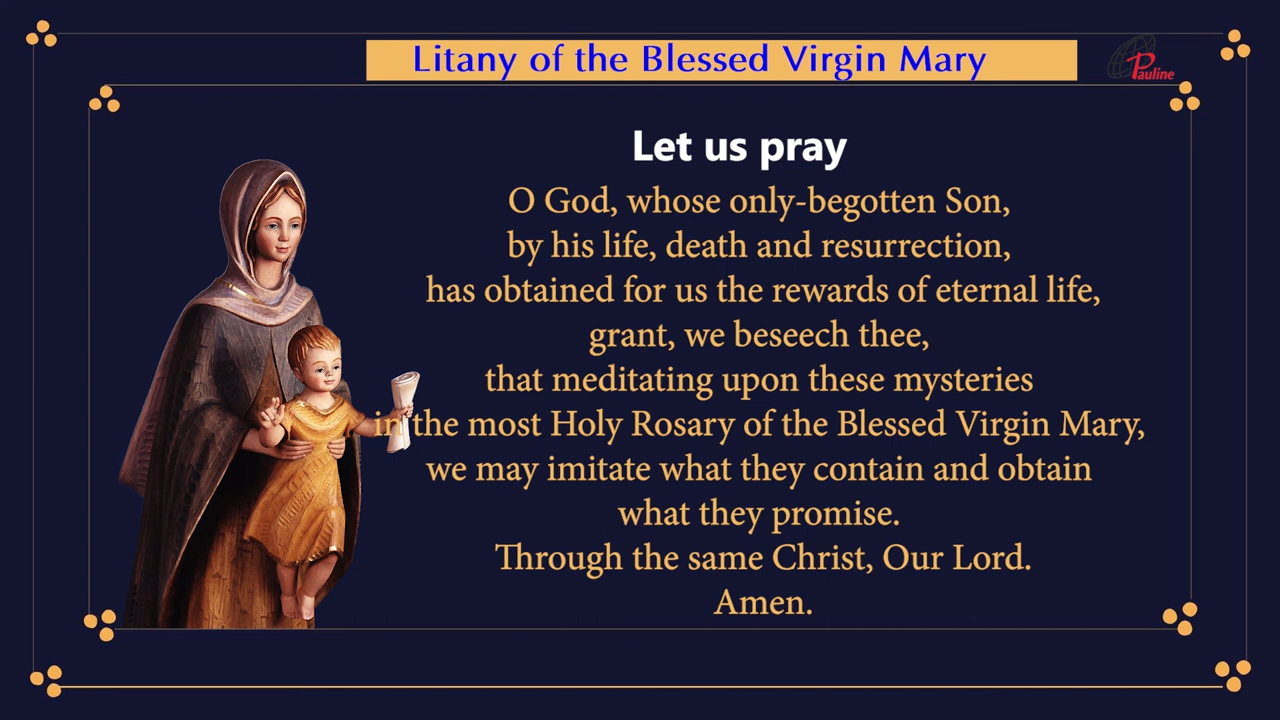 Litany of the Blessed Virgin Mary
Pauline
Let us pray
O God, whose only-begotten Son,
by his life, death and resurrection,
has obtained for us the rewards of eternal life,
grant, we beseech thee,
that meditating upon these mysteries
in the most Holy Rosary of the Blessed Virgin Mary,
we may imitate what they contain and obtain
what they promise.
Through the same Christ, Our Lord.
Amen.